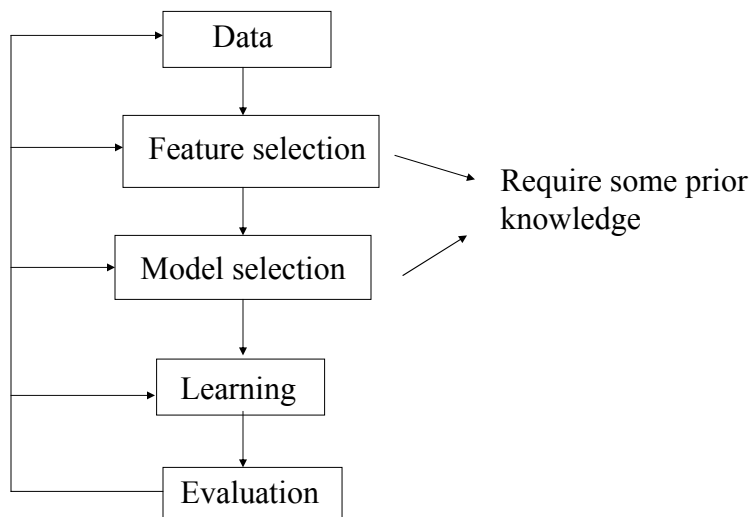 Data
Feature selection
Require some prior
knowledge
Model selection
Learning
Evaluation